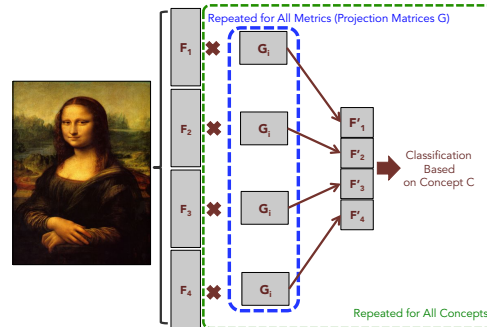 Repeated for All Metrics (Projection Matrices G)
F1
Gi
F2
Gi
F3
Gi
F4
Gi
F'1
F'2
F'3
F'4
Classification
Based
on Concept C
Repeated for All Concepts